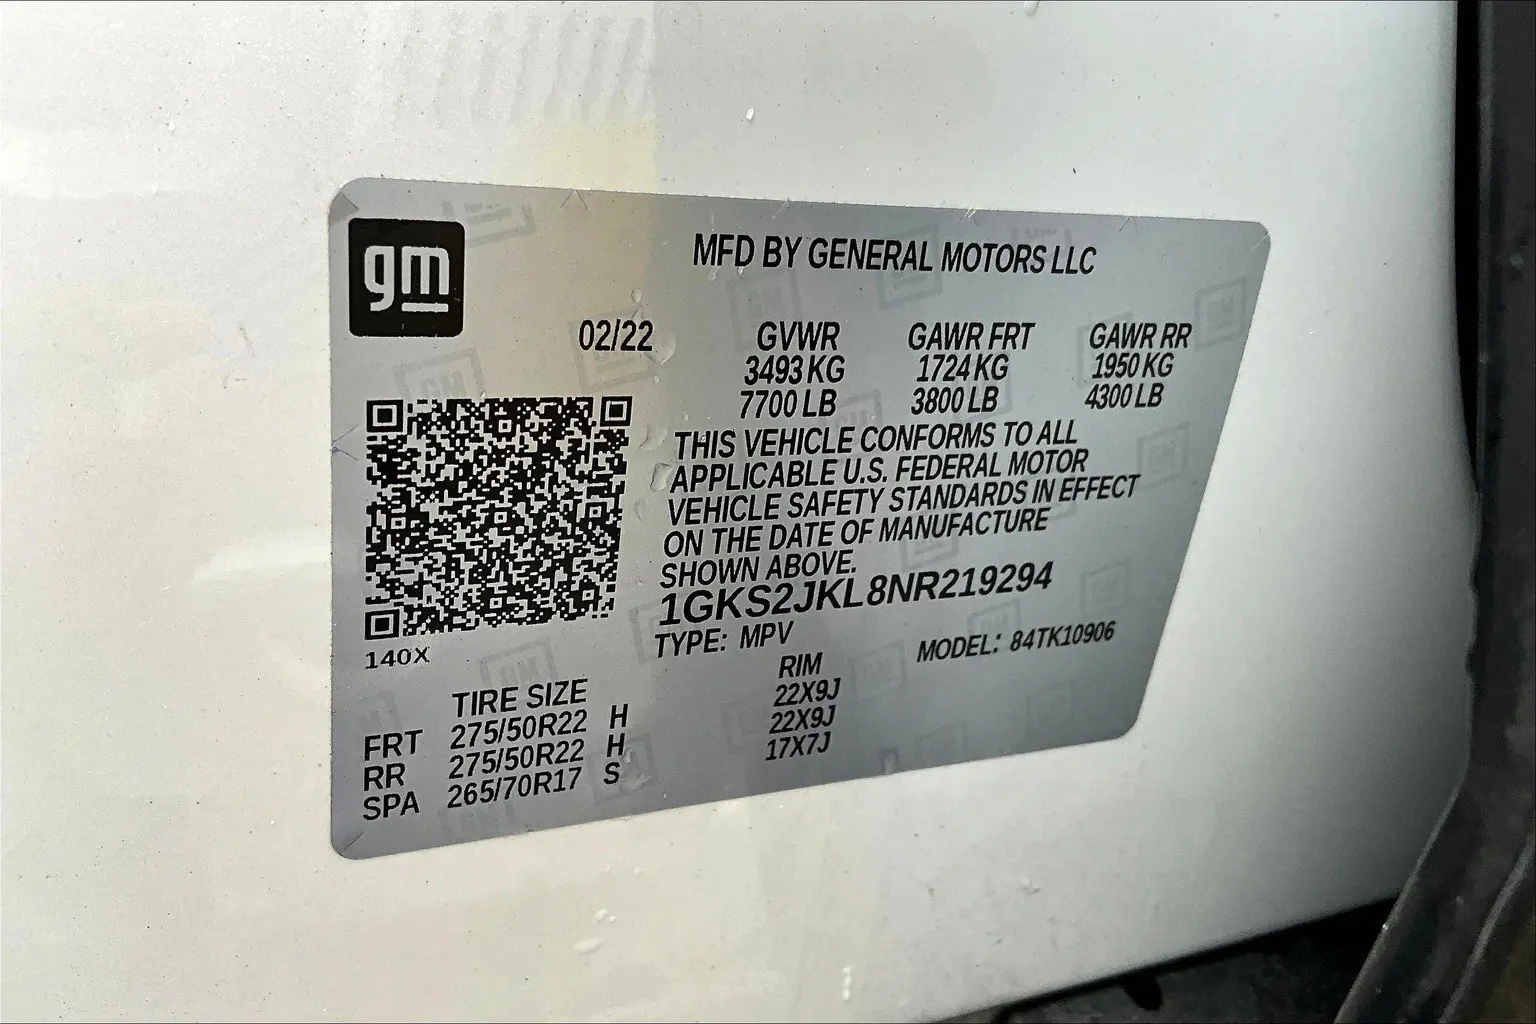 gm
MFD BY GENERAL MOTORS LLC
02/22 GVWR GAWR FRT GAWR RR
3493 KG 1724 KG 1950 KG
7700 LB 3800 LB 4300 LB
THIS VEHICLE CONFORMS TO ALL
APPLICABLE U.S. FEDERAL MOTOR
VEHICLE SAFETY STANDARDS IN EFFECT
ON THE DATE OF MANUFACTURE
SHOWN ABOVE.
1GKS2JKL8NR219294
TYPE: MPV MODEL: 84TK10906
140X
TIRE SIZE RIM
FRT 275/50R22 H 22X9J
RR 275/50R22 H 22X9J
SPA 265/70R17 S 17X7J